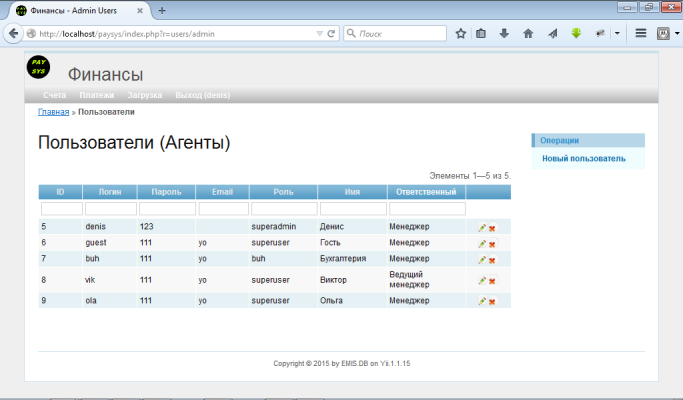 Финансы - Admin Users
http://localhost/paysys/index.php?r=users/admin
Поиск
PAY
SYS
Финансы
Счета Платежи Загрузка Выход (denis)
Главная » Пользователи
Пользователи (Агенты)
Операции
Новый пользователь
Элементы 1—5 из 5.
ID Логин Пароль Email Роль Имя Ответственный
5 denis 123 superadmin Денис Менеджер
6 guest 111 yo superuser Гость Менеджер
7 buh 111 yo buh Бухгалтерия Менеджер
8 vik 111 yo superuser Виктор Ведущий
менеджер
9 ola 111 yo superuser Ольга Менеджер
Copyright © 2015 by EMIS.DB on Yii.1.1.15